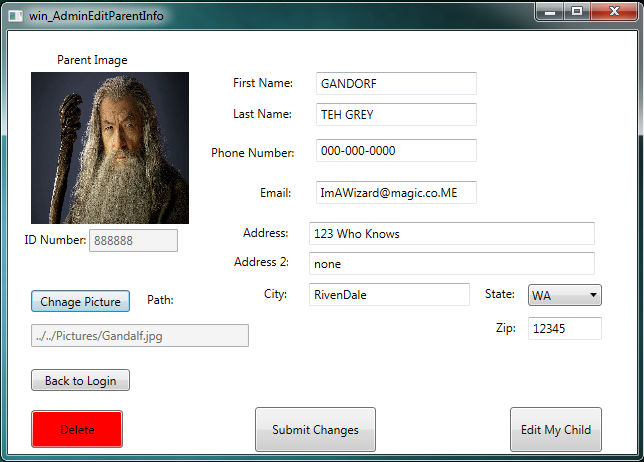 win_AdminEditParentInfo
Parent Image
First Name: GANDORF
Last Name: TEH GREY
Phone Number: 000-000-0000
Email: ImAWizard@magic.co.ME
ID Number: 888888
Address: 123 Who Knows
Address 2: none
City: RivenDale State: WA
Chnage Picture Path:
Zip: 12345
../../Pictures/Gandalf.jpg
Back to Login
Delete Submit Changes Edit My Child